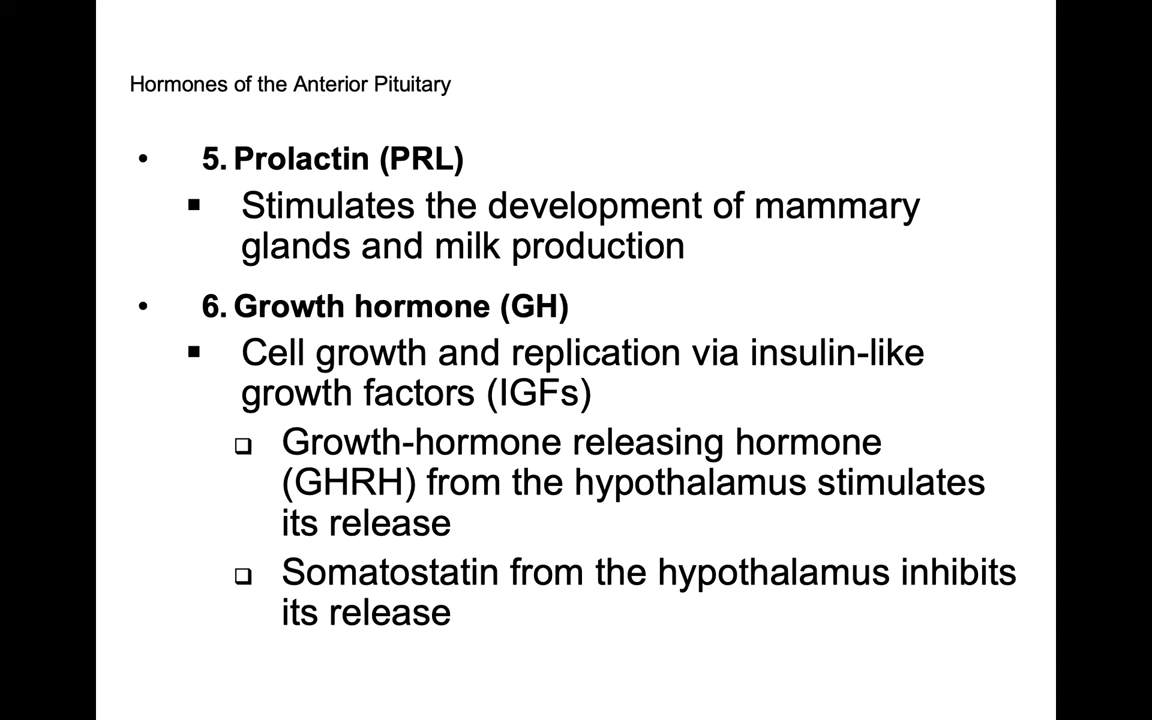 Hormones of the Anterior Pituitary
• 5. Prolactin (PRL)
▪ Stimulates the development of mammary
glands and milk production
• 6. Growth hormone (GH)
▪ Cell growth and replication via insulin-like
growth factors (IGFs)
❑ Growth-hormone releasing hormone
(GHRH) from the hypothalamus stimulates
its release
❑ Somatostatin from the hypothalamus inhibits
its release